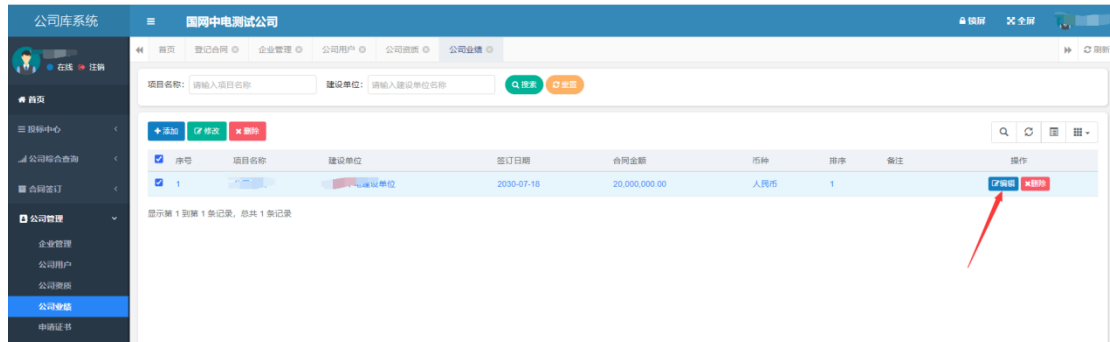 公司库系统 国网中电测试公司 锁屏 全屏
在线 注销
首页 登记合同 企业管理 公司用户 公司资质 公司业绩 刷新
项目名称: 请输入项目名称 建设单位: 请输入建设单位名称 搜索 重置
首页
投标中心
公司综合查询
合同签订
公司管理
企业管理
公司用户
公司资质
公司业绩
申请证书
添加 修改 删除
序号 项目名称 建设单位 签订日期 合同金额 币种 排序 备注 操作
1 建设单位 2030-07-18 20,000,000.00 人民币 1 编辑 删除
显示第 1 到第 1 条记录,总共 1 条记录